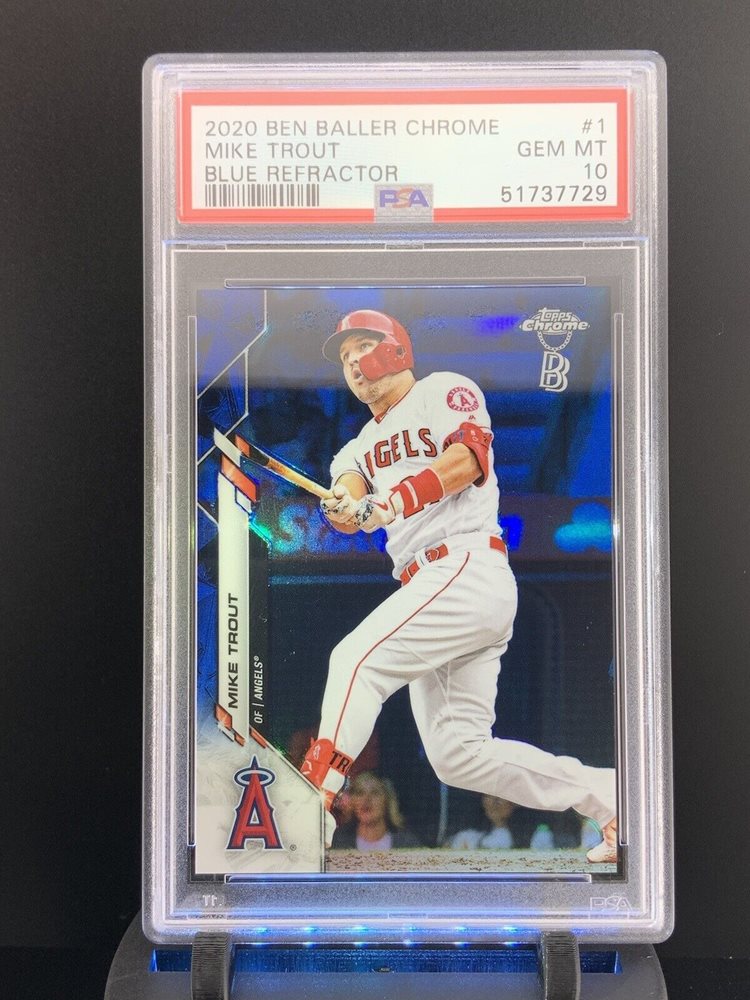 2020 BEN BALLER CHROME #1
MIKE TROUT GEM MT
BLUE REFRACTOR 10
PSA 51737729
Topps
Chrome
BB
ANGELS
MIKE TROUT
OF | ANGELS®
TR
A
®
PSA